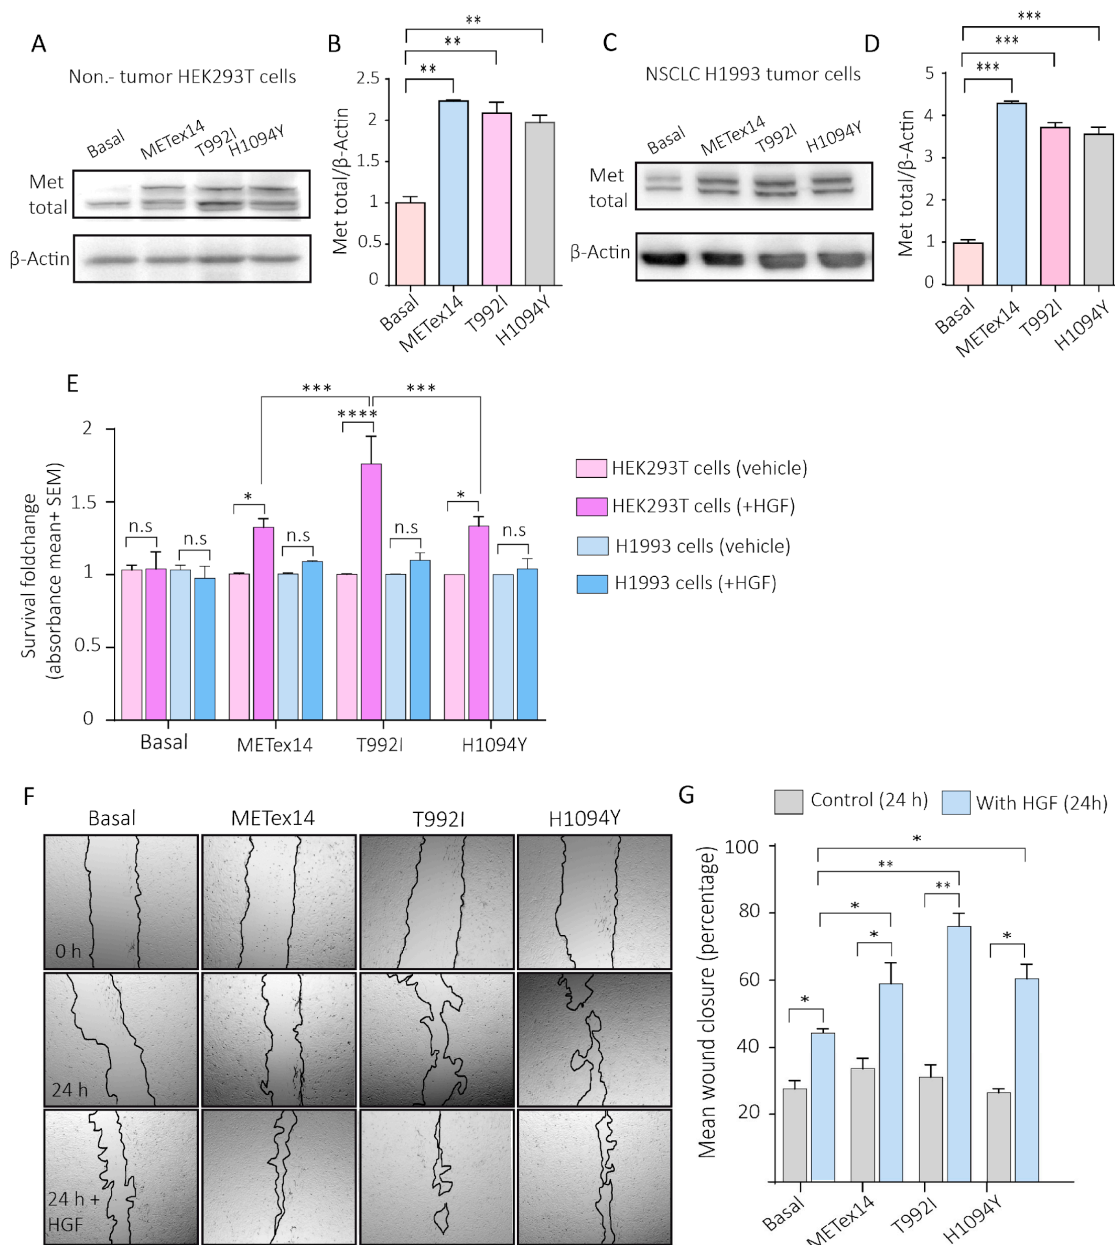 A
Non.- tumor HEK293T cells
Basal
METex14
T992I
H1094Y
Met
total
β-Actin
B
**
**
**
Met total/β-Actin
2.5
2
1
0.5
0
Basal
METex14
T992I
H1094Y
C
NSCLC H1993 tumor cells
Basal
METex14
T992I
H1094Y
Met
total
β-Actin
D
***
***
***
Met total/β-Actin
5
4
1
0
Basal
METex14
T992I
H1094Y
E
Survival foldchange
(absorbance mean+ SEM)
2
1.5
1
0.5
0
***
***
****
*
*
n.s
n.s
n.s
n.s
n.s
Basal
METex14
T992I
H1094Y
HEK293T cells (vehicle)
HEK293T cells (+HGF)
H1993 cells (vehicle)
H1993 cells (+HGF)
F
Basal
METex14
T992I
H1094Y
0 h
24 h
24 h +
HGF
G
Control (24 h)
With HGF (24h)
Mean wound closure (percentage)
100
80
60
40
20
*
**
*
**
*
*
*
Basal
METex14
T992I
H1094Y